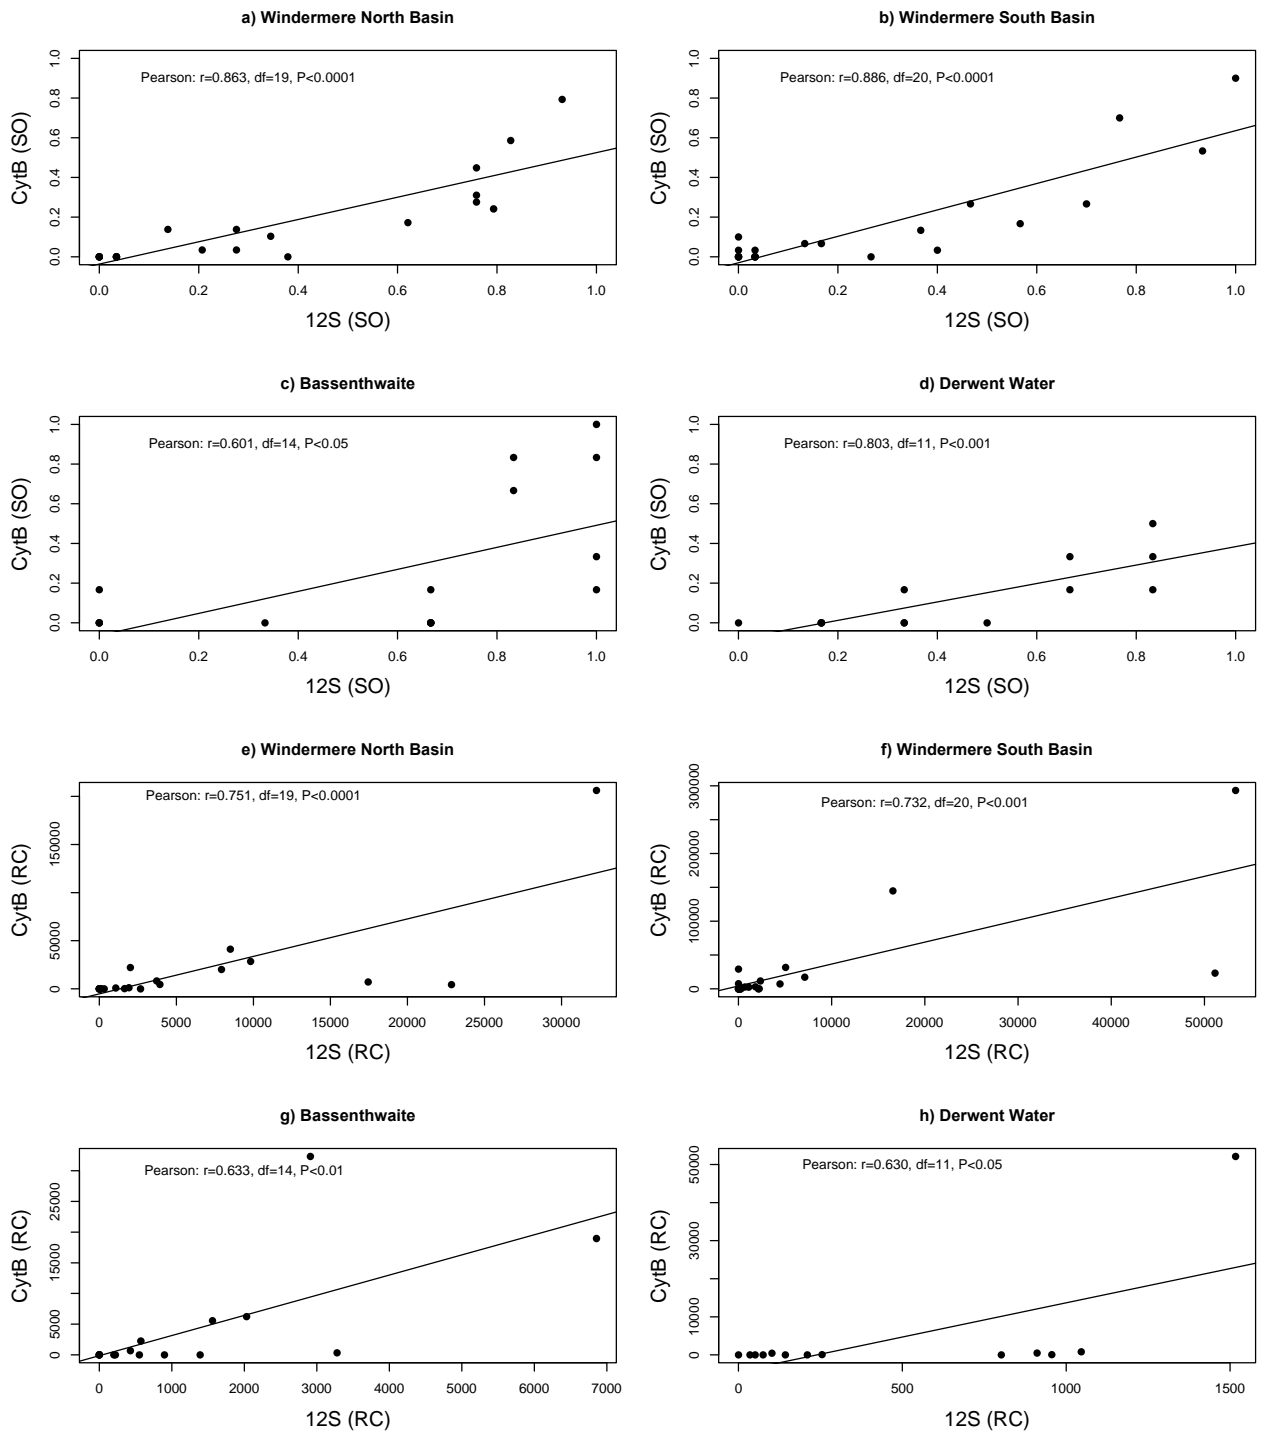 a) Windermere North Basin
Pearson: r=0.863, df=19, P<0.0001
CytB (SO)
0.0 0.2 0.4 0.6 0.8 1.0
0.0 0.2 0.4 0.6 0.8 1.0
12S (SO)
b) Windermere South Basin
Pearson: r=0.886, df=20, P<0.0001
CytB (SO)
0.0 0.2 0.4 0.6 0.8 1.0
0.0 0.2 0.4 0.6 0.8 1.0
12S (SO)
c) Bassenthwaite
Pearson: r=0.601, df=14, P<0.05
CytB (SO)
0.0 0.2 0.4 0.6 0.8 1.0
0.0 0.2 0.4 0.6 0.8 1.0
12S (SO)
d) Derwent Water
Pearson: r=0.803, df=11, P<0.001
CytB (SO)
0.0 0.2 0.4 0.6 0.8 1.0
0.0 0.2 0.4 0.6 0.8 1.0
12S (SO)
e) Windermere North Basin
Pearson: r=0.751, df=19, P<0.0001
CytB (RC)
0 50000 150000
0 5000 10000 15000 20000 25000 30000
12S (RC)
f) Windermere South Basin
Pearson: r=0.732, df=20, P<0.001
CytB (RC)
0 100000 200000 300000
0 10000 20000 30000 40000 50000
12S (RC)
g) Bassenthwaite
Pearson: r=0.633, df=14, P<0.01
CytB (RC)
0 5000 15000 25000
0 1000 2000 3000 4000 5000 6000 7000
12S (RC)
h) Derwent Water
Pearson: r=0.630, df=11, P<0.05
CytB (RC)
0 10000 30000 50000
0 500 1000 1500
12S (RC)